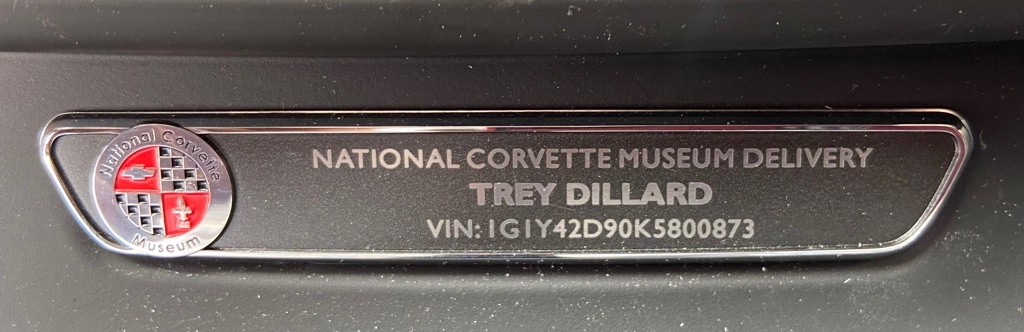 National Corvette
Museum
NATIONAL CORVETTE MUSEUM DELIVERY
TREY DILLARD
VIN: 1G1Y42D90K5800873